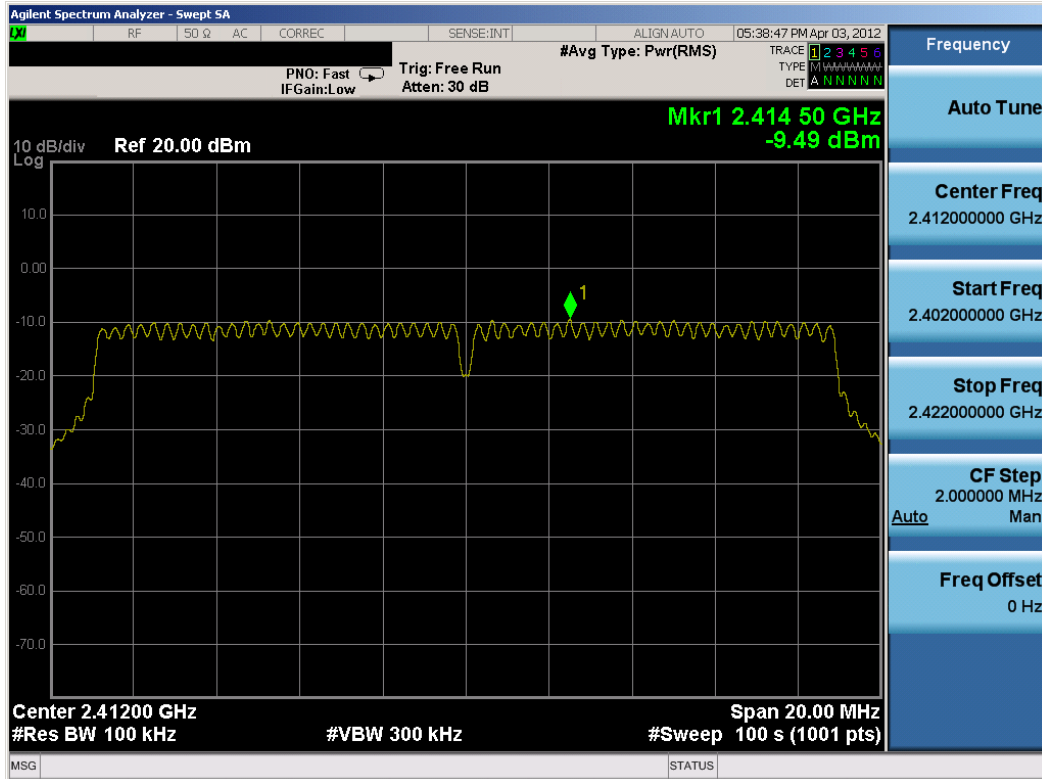 Agilent Spectrum Analyzer - Swept SA
LXI RF 50 Ω AC CORREC SENSE:INT ALIGN AUTO 05:38:47 PM Apr 03, 2012
#Avg Type: Pwr(RMS) TRACE 1 2 3 4 5 6
PNO: Fast Trig: Free Run TYPE M WWWWW
IFGain:Low Atten: 30 dB DET A N N N N N
Mkr1 2.414 50 GHz
-9.49 dBm
10 dB/div Ref 20.00 dBm
Log
10.0
0.00
1
-10.0
-20.0
-30.0
-40.0
-50.0
-60.0
-70.0
Center 2.41200 GHz Span 20.00 MHz
#Res BW 100 kHz #VBW 300 kHz #Sweep 100 s (1001 pts)
MSG STATUS
Frequency
Auto Tune
Center Freq
2.412000000 GHz
Start Freq
2.402000000 GHz
Stop Freq
2.422000000 GHz
CF Step
2.000000 MHz
Auto Man
Freq Offset
0 Hz